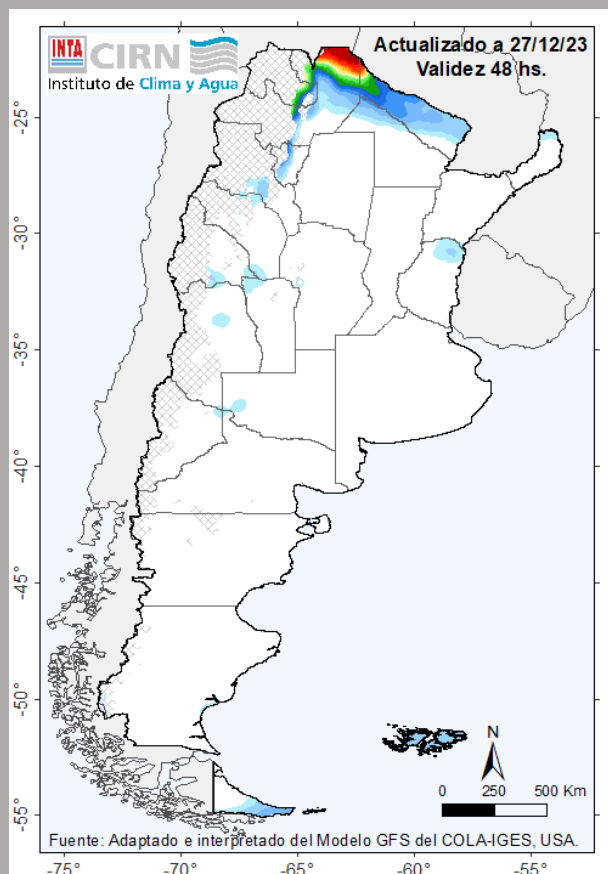 INTA CIRN
Instituto de Clima y Agua
Actualizado a 27/12/23
Validez 48 hs.
-25°
-30°
-35°
-40°
-45°
-50°
-55°
N
0 250 500 Km
Fuente: Adaptado e interpretado del Modelo GFS del COLA-IGES, USA.
-75° -70° -65° -60° -55°